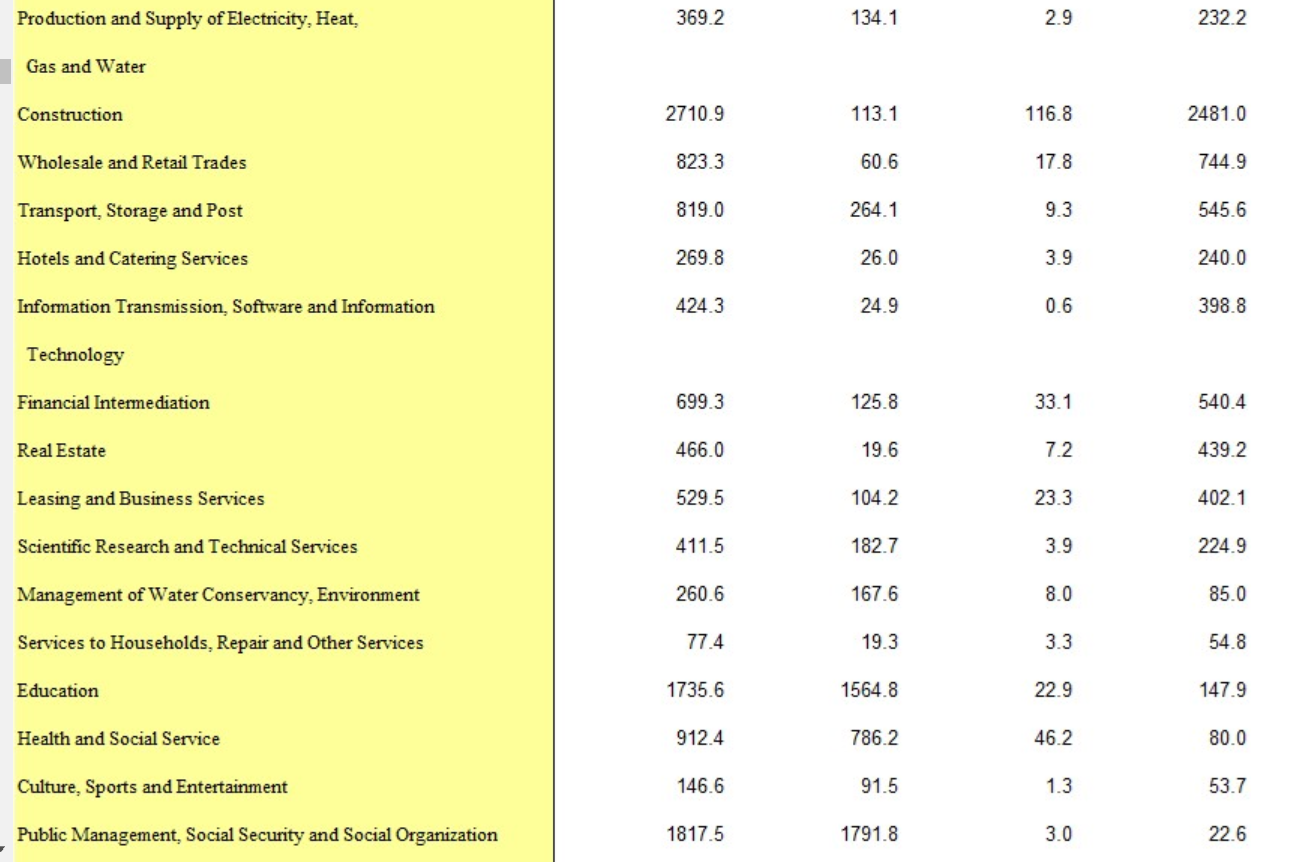 Production and Supply of Electricity, Heat, 369.2 134.1 2.9 232.2
Gas and Water
Construction 2710.9 113.1 116.8 2481.0
Wholesale and Retail Trades 823.3 60.6 17.8 744.9
Transport, Storage and Post 819.0 264.1 9.3 545.6
Hotels and Catering Services 269.8 26.0 3.9 240.0
Information Transmission, Software and Information 424.3 24.9 0.6 398.8
Technology
Financial Intermediation 699.3 125.8 33.1 540.4
Real Estate 466.0 19.6 7.2 439.2
Leasing and Business Services 529.5 104.2 23.3 402.1
Scientific Research and Technical Services 411.5 182.7 3.9 224.9
Management of Water Conservancy, Environment 260.6 167.6 8.0 85.0
Services to Households, Repair and Other Services 77.4 19.3 3.3 54.8
Education 1735.6 1564.8 22.9 147.9
Health and Social Service 912.4 786.2 46.2 80.0
Culture, Sports and Entertainment 146.6 91.5 1.3 53.7
Public Management, Social Security and Social Organization 1817.5 1791.8 3.0 22.6